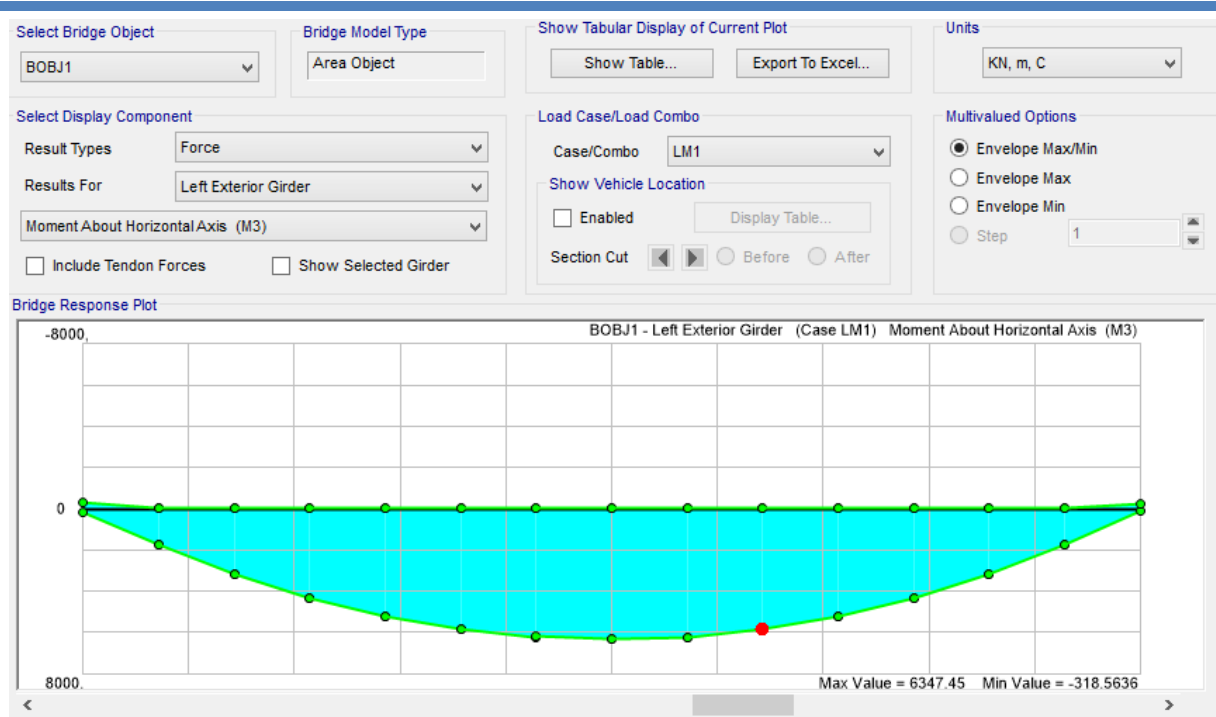 Select Bridge Object
BOBJ1
Bridge Model Type
Area Object
Show Tabular Display of Current Plot
Show Table...
Export To Excel...
Units
KN, m, C
Select Display Component
Result Types
Force
Results For
Left Exterior Girder
Moment About Horizontal Axis (M3)
Include Tendon Forces
Show Selected Girder
Load Case/Load Combo
Case/Combo
LM1
Show Vehicle Location
Enabled
Display Table...
Section Cut
Before
After
Multivalued Options
Envelope Max/Min
Envelope Max
Envelope Min
Step
1
Bridge Response Plot
-8000,
BOBJ1 - Left Exterior Girder (Case LM1) Moment About Horizontal Axis (M3)
0
8000.
Max Value = 6347.45 Min Value = -318.5636